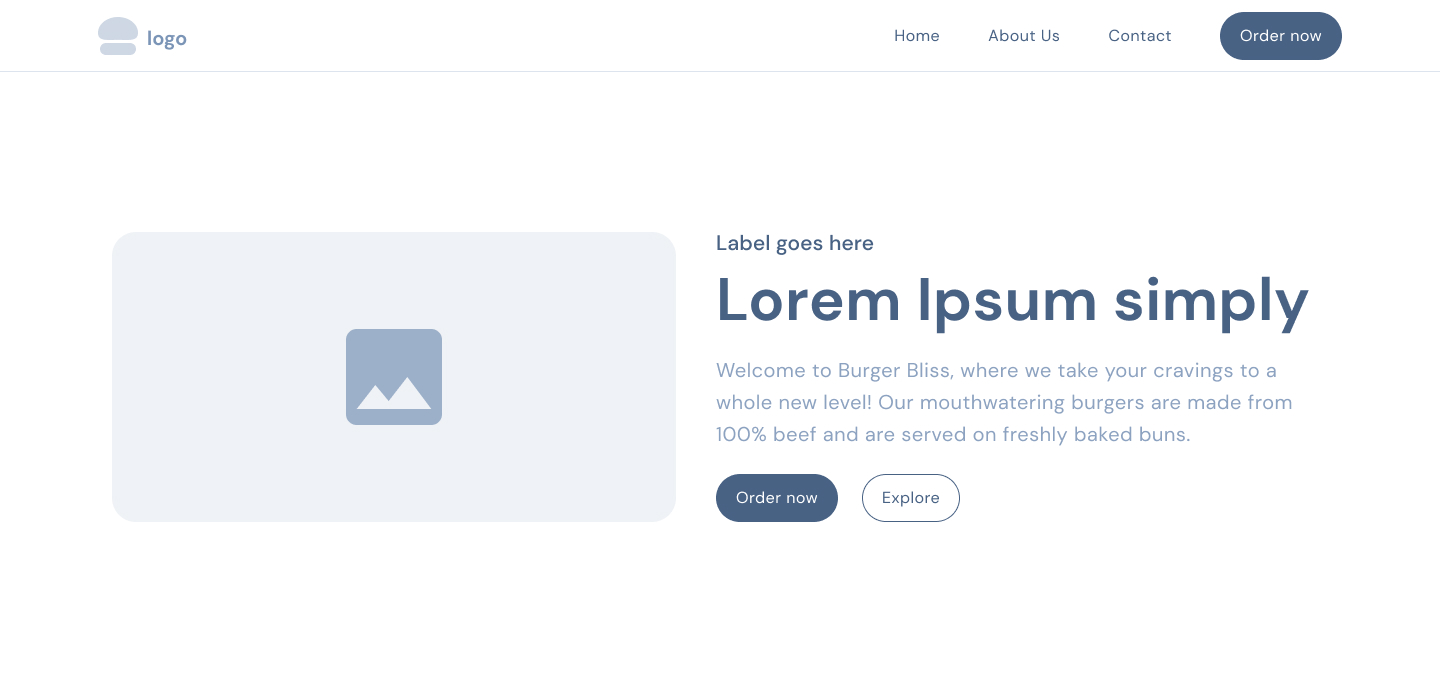 logo
Home
About Us
Contact
Order now
Label goes here
Lorem Ipsum simply
Welcome to Burger Bliss, where we take your cravings to a
whole new level! Our mouthwatering burgers are made from
100% beef and are served on freshly baked buns.
Order now
Explore